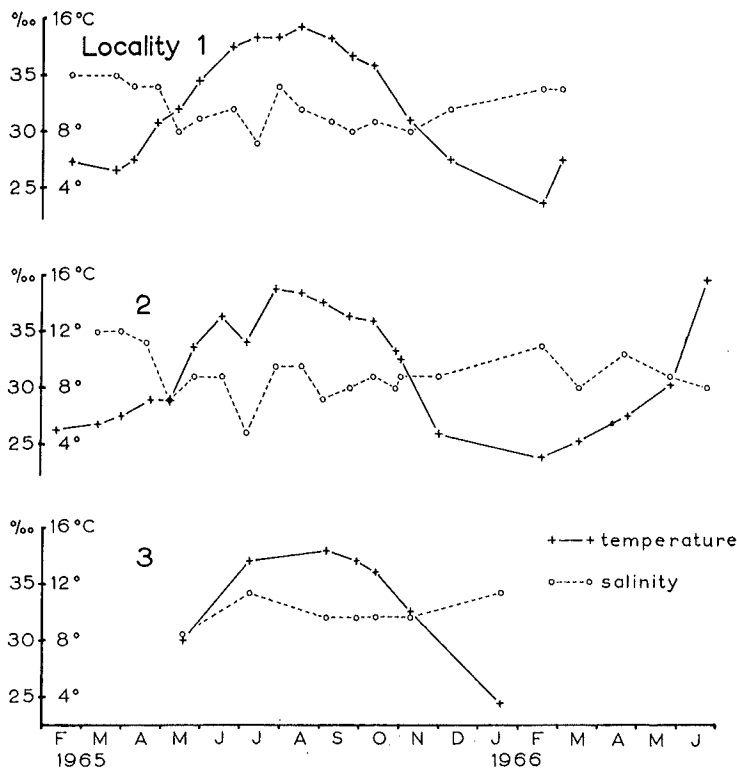 ‰ 16 °C
Locality 1
35
30 8°
25 4°
‰ 16 °C
2
35 12°
30 8°
25 4°
‰ 16 °C
3
35 12°
30 8°
25 4°
temperature
salinity
F M A M J J A S O N D J F M A M J
1965 1966